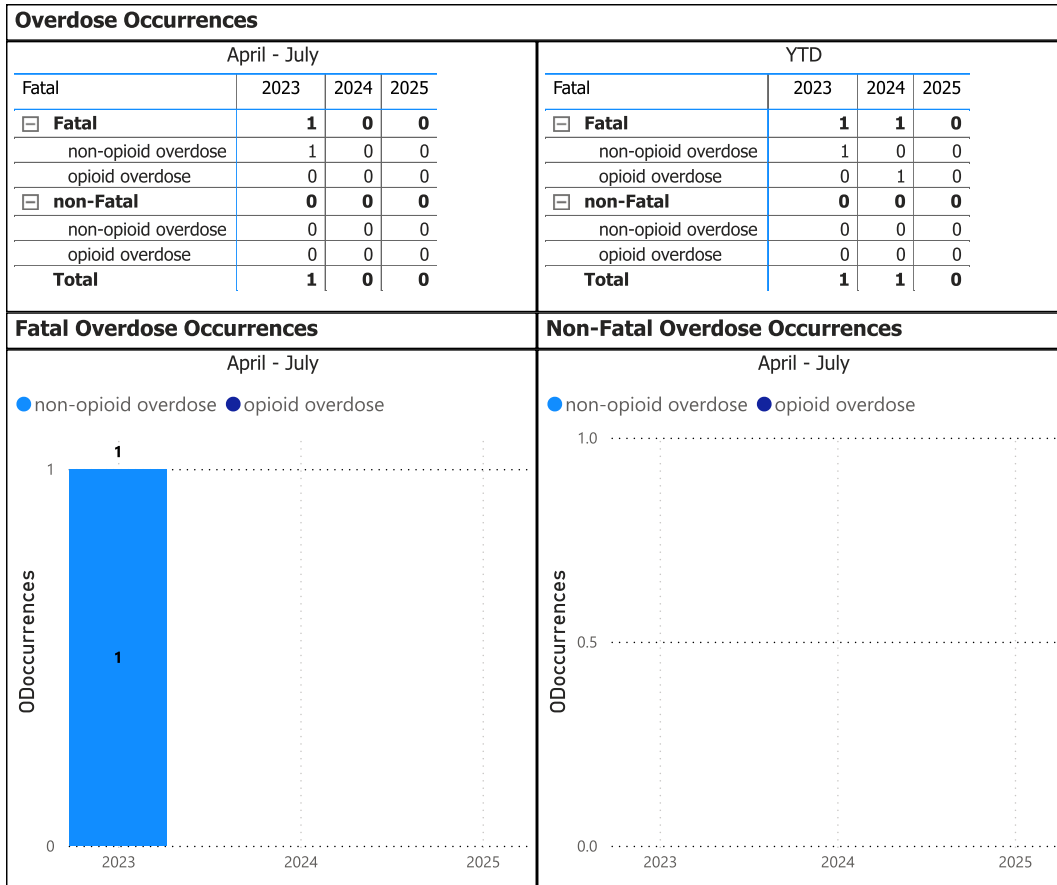 Overdose Occurrences
April - July
Fatal 2023 2024 2025
Fatal 1 0 0
non-opioid overdose 1 0 0
opioid overdose 0 0 0
non-Fatal 0 0 0
non-opioid overdose 0 0 0
opioid overdose 0 0 0
Total 1 0 0
YTD
Fatal 2023 2024 2025
Fatal 1 1 0
non-opioid overdose 1 0 0
opioid overdose 0 1 0
non-Fatal 0 0 0
non-opioid overdose 0 0 0
opioid overdose 0 0 0
Total 1 1 0
Fatal Overdose Occurrences
April - July
non-opioid overdose opioid overdose
1
1
ODoccurrences
1
0
2023 2024 2025
Non-Fatal Overdose Occurrences
April - July
non-opioid overdose opioid overdose
1.0
ODoccurrences
0.5
0.0
2023 2024 2025